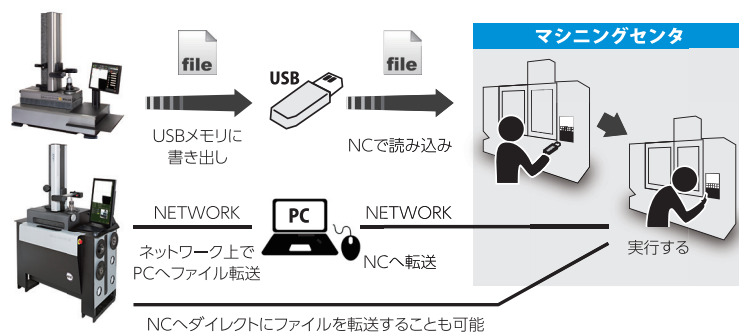 マシニングセンタ
file
file
USB
USBメモリに
書き出し
NCで読み込み
NETWORK
PC
NETWORK
ネットワーク上で
PCへファイル転送
NCへ転送
実行する
NCへダイレクトにファイルを転送することも可能